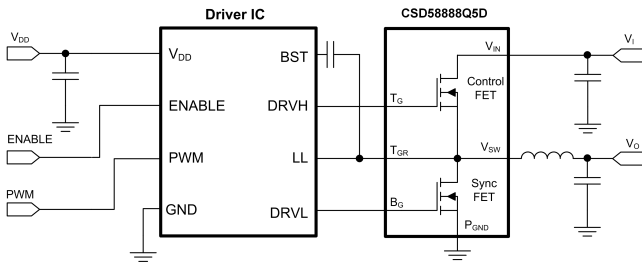 Driver IC
CSD58888Q5D
VDD
VDD
BST
VIN
VI
Control
FET
ENABLE
DRVH
TG
ENABLE
PWM
LL
TGR
VSW
VO
PWM
GND
DRVL
BG
Sync
FET
PGND